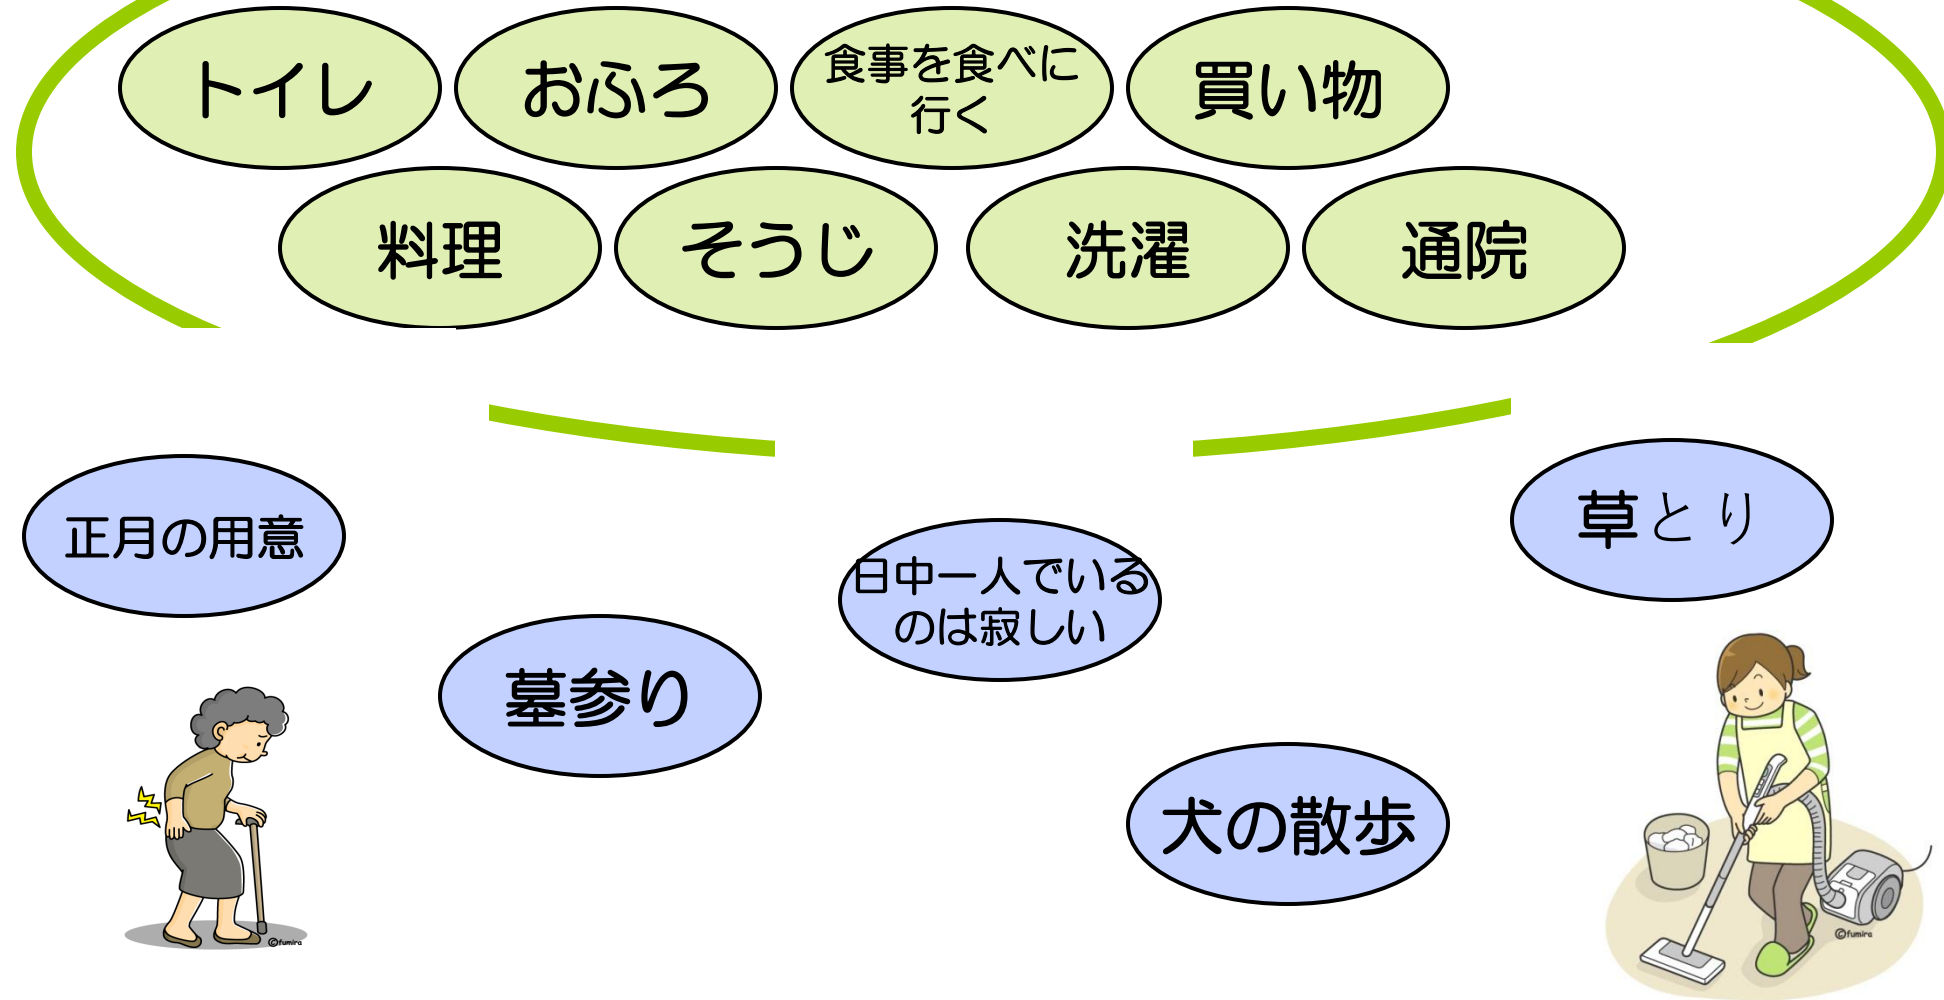 トイレ
おふろ
食事を食べに
行く
買い物
料理
そうじ
洗濯
通院
正月の用意
草とり
日中一人でいる
のは寂しい
墓参り
犬の散歩
©fumira
©fumira